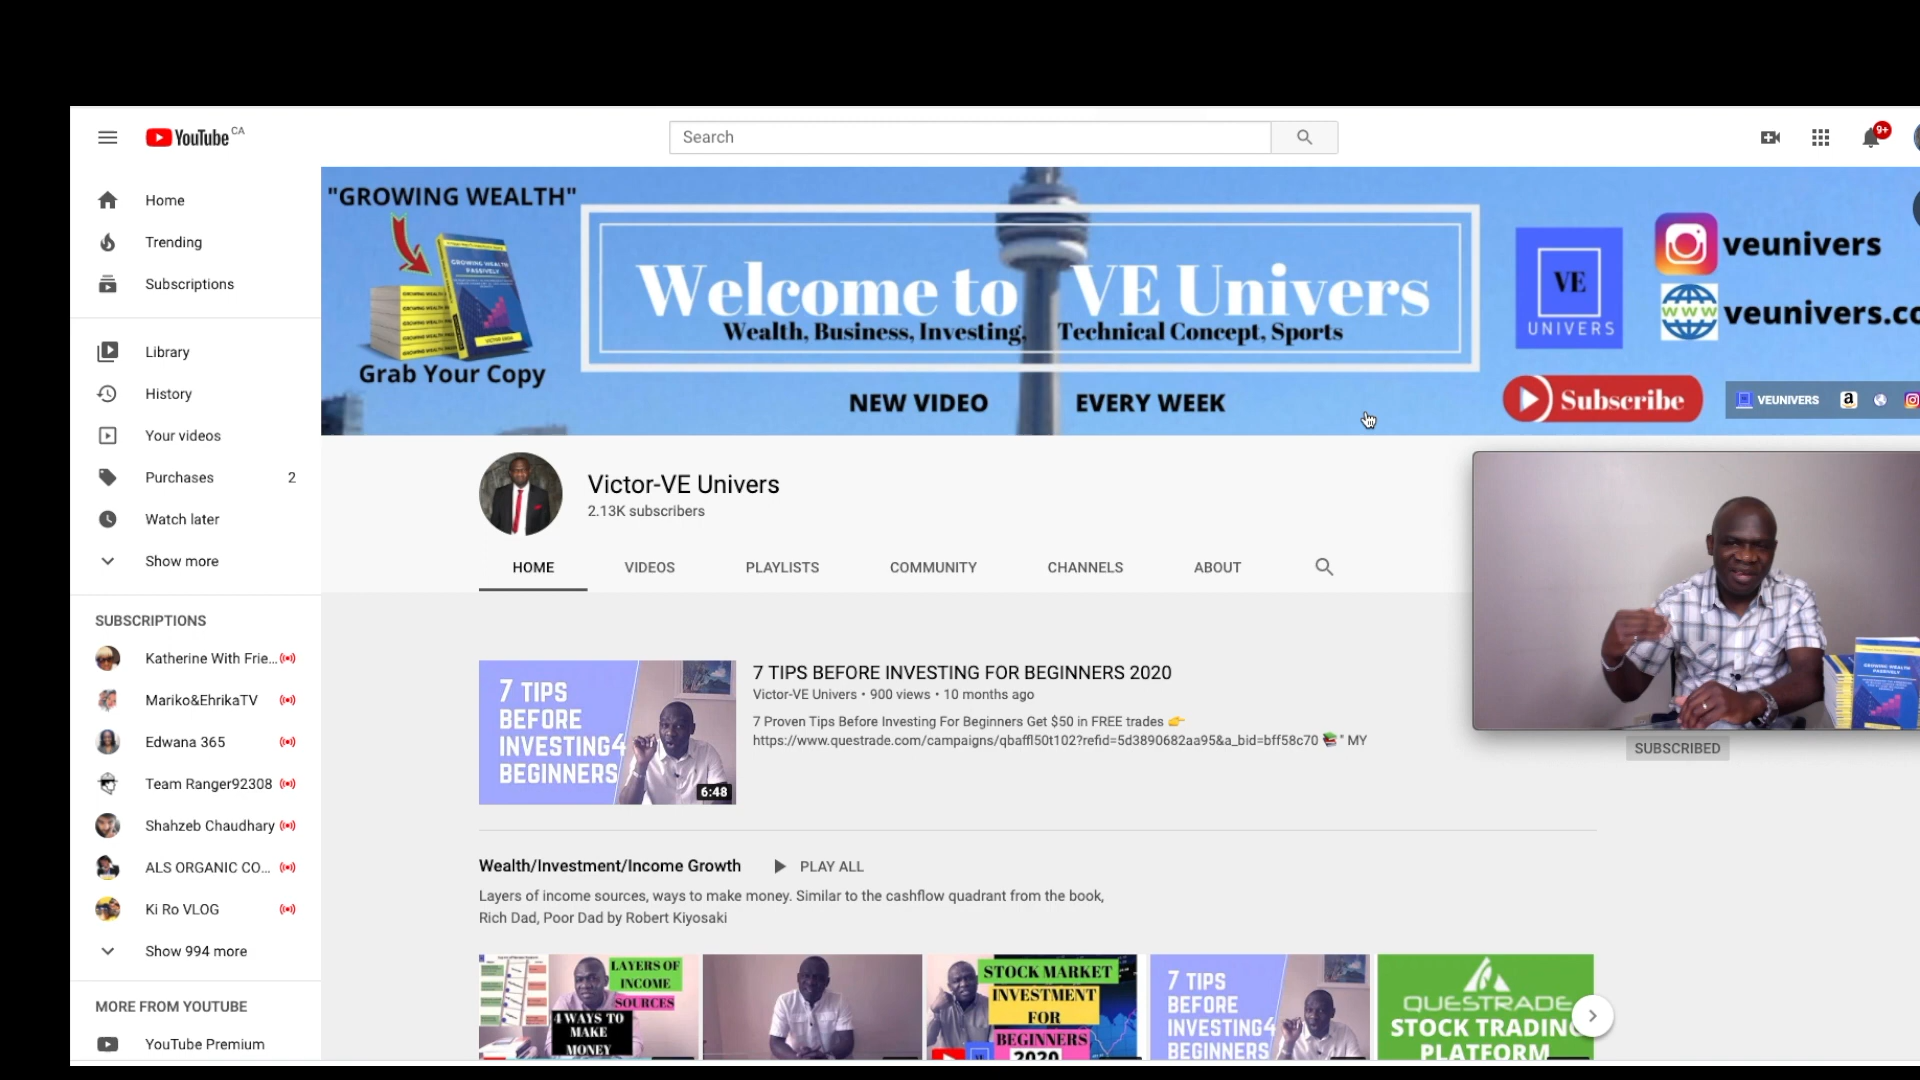 YouTube CA
Search
9+
Home
Trending
Subscriptions
Library
History
Your videos
Purchases 2
Watch later
Show more
SUBSCRIPTIONS
Katherine With Frie...
Mariko&EhrikaTV
Edwana 365
Team Ranger92308
Shahzeb Chaudhary
ALS ORGANIC CO...
Ki Ro VLOG
Show 994 more
MORE FROM YOUTUBE
YouTube Premium
"GROWING WEALTH"
GROWING WEALTH
PASSIVELY
Grab Your Copy
Welcome to VE Univers
Wealth, Business, Investing, Technical Concept, Sports
NEW VIDEO EVERY WEEK
VE
UNIVERS
veunivers
www veunivers.co
Subscribe
VEUNIVERS
Victor-VE Univers
2.13K subscribers
HOME VIDEOS PLAYLISTS COMMUNITY CHANNELS ABOUT
SUBSCRIBED
7 TIPS
BEFORE
INVESTING4
BEGINNERS
6:48
7 TIPS BEFORE INVESTING FOR BEGINNERS 2020
Victor-VE Univers • 900 views • 10 months ago
7 Proven Tips Before Investing For Beginners Get $50 in FREE trades 👉
https://www.questrade.com/campaigns/qbaffl50t102?refid=5d3890682aa95&a_bid=bff58c70 📚" MY
Wealth/Investment/Income Growth PLAY ALL
Layers of income sources, ways to make money. Similar to the cashflow quadrant from the book,
Rich Dad, Poor Dad by Robert Kiyosaki
LAYERS OF
INCOME
SOURCES
4 WAYS TO
MAKE
MONEY
STOCK MARKET
INVESTMENT
FOR
BEGINNERS
2020
7 TIPS
BEFORE
INVESTING4
BEGINNERS
QUESTRADE
STOCK TRADING
PLATFORM